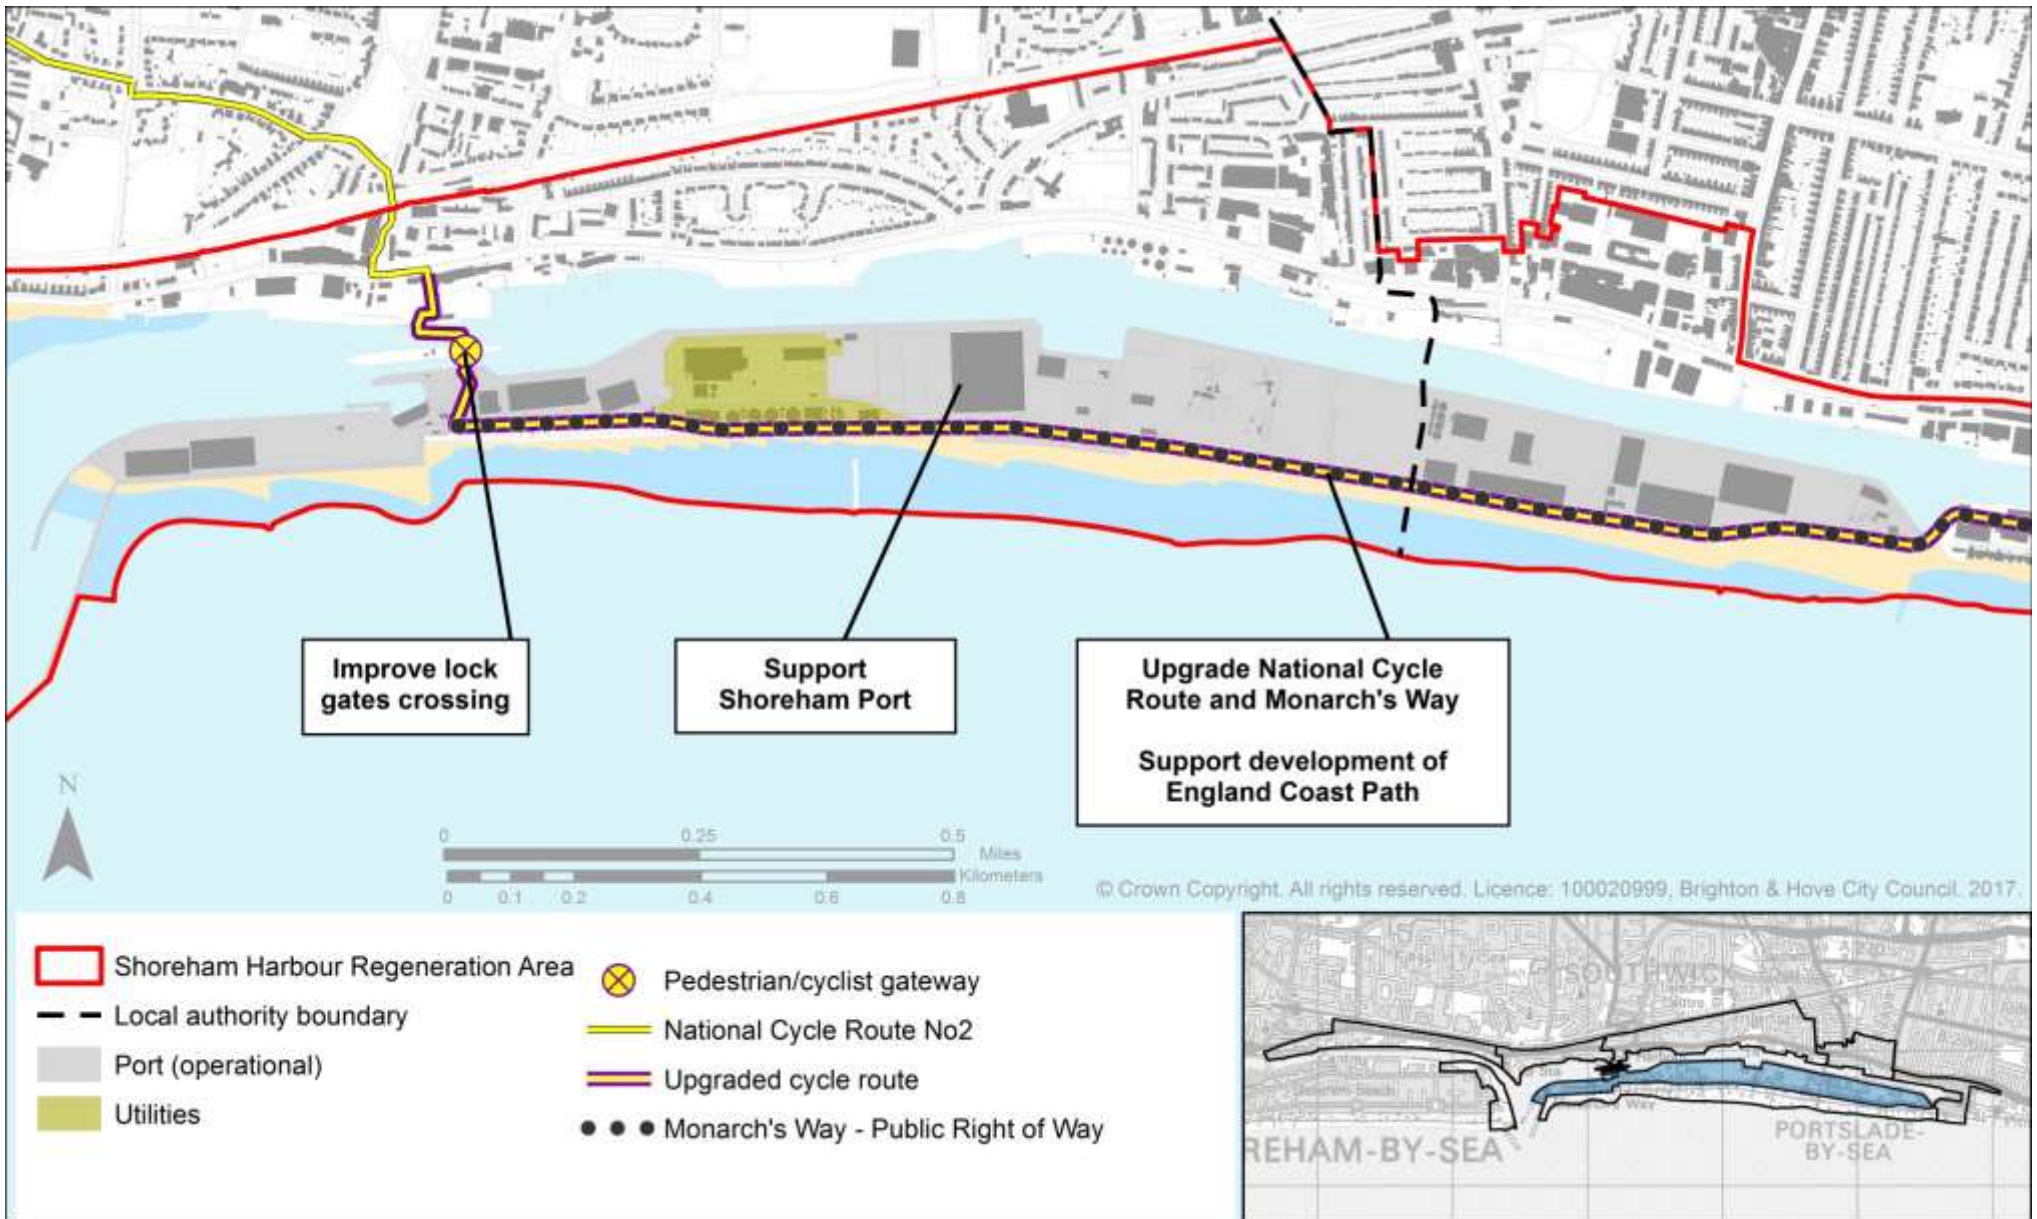 Improve lock
gates crossing
Support
Shoreham Port
Upgrade National Cycle
Route and Monarch's Way
Support development of
England Coast Path
N
0 0.25 0.5
Miles
Kilometers
0 0.1 0.2 0.4 0.6 0.8
© Crown Copyright. All rights reserved. Licence: 100020999, Brighton & Hove City Council. 2017.
Shoreham Harbour Regeneration Area
Local authority boundary
Port (operational)
Utilities
Pedestrian/cyclist gateway
National Cycle Route No2
Upgraded cycle route
Monarch's Way - Public Right of Way
SOUTHWICK
REHAM-BY-SEA
PORTSLADE-
BY-SEA